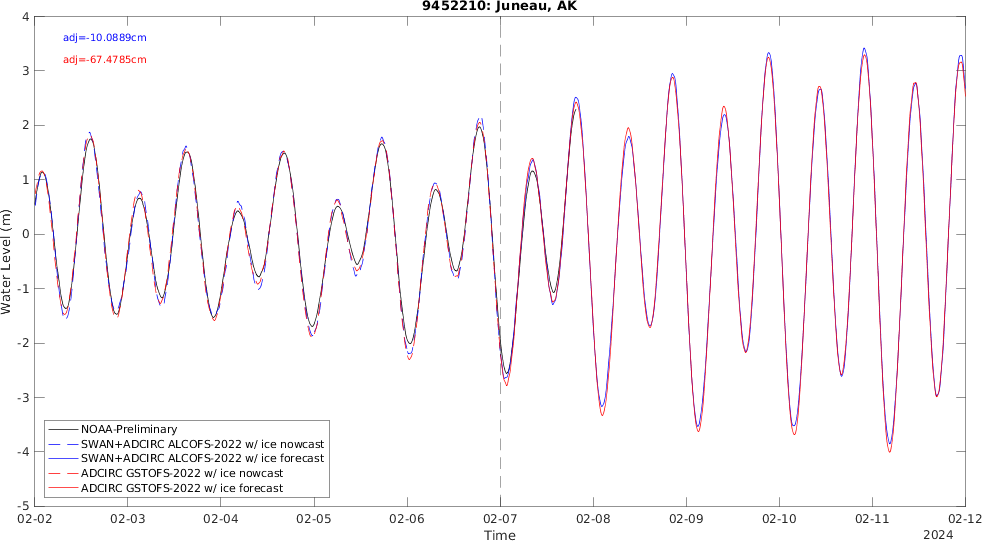 9452210: Juneau, AK
adj=-10.0889cm
adj=-67.4785cm
4
3
2
1
0
-1
-2
-3
-4
-5
Water Level (m)
NOAA-Preliminary
SWAN+ADCIRC ALCOFS-2022 w/ ice nowcast
SWAN+ADCIRC ALCOFS-2022 w/ ice forecast
ADCIRC GSTOFS-2022 w/ ice nowcast
ADCIRC GSTOFS-2022 w/ ice forecast
02-02 02-03 02-04 02-05 02-06 02-07 02-08 02-09 02-10 02-11 02-12
Time
2024